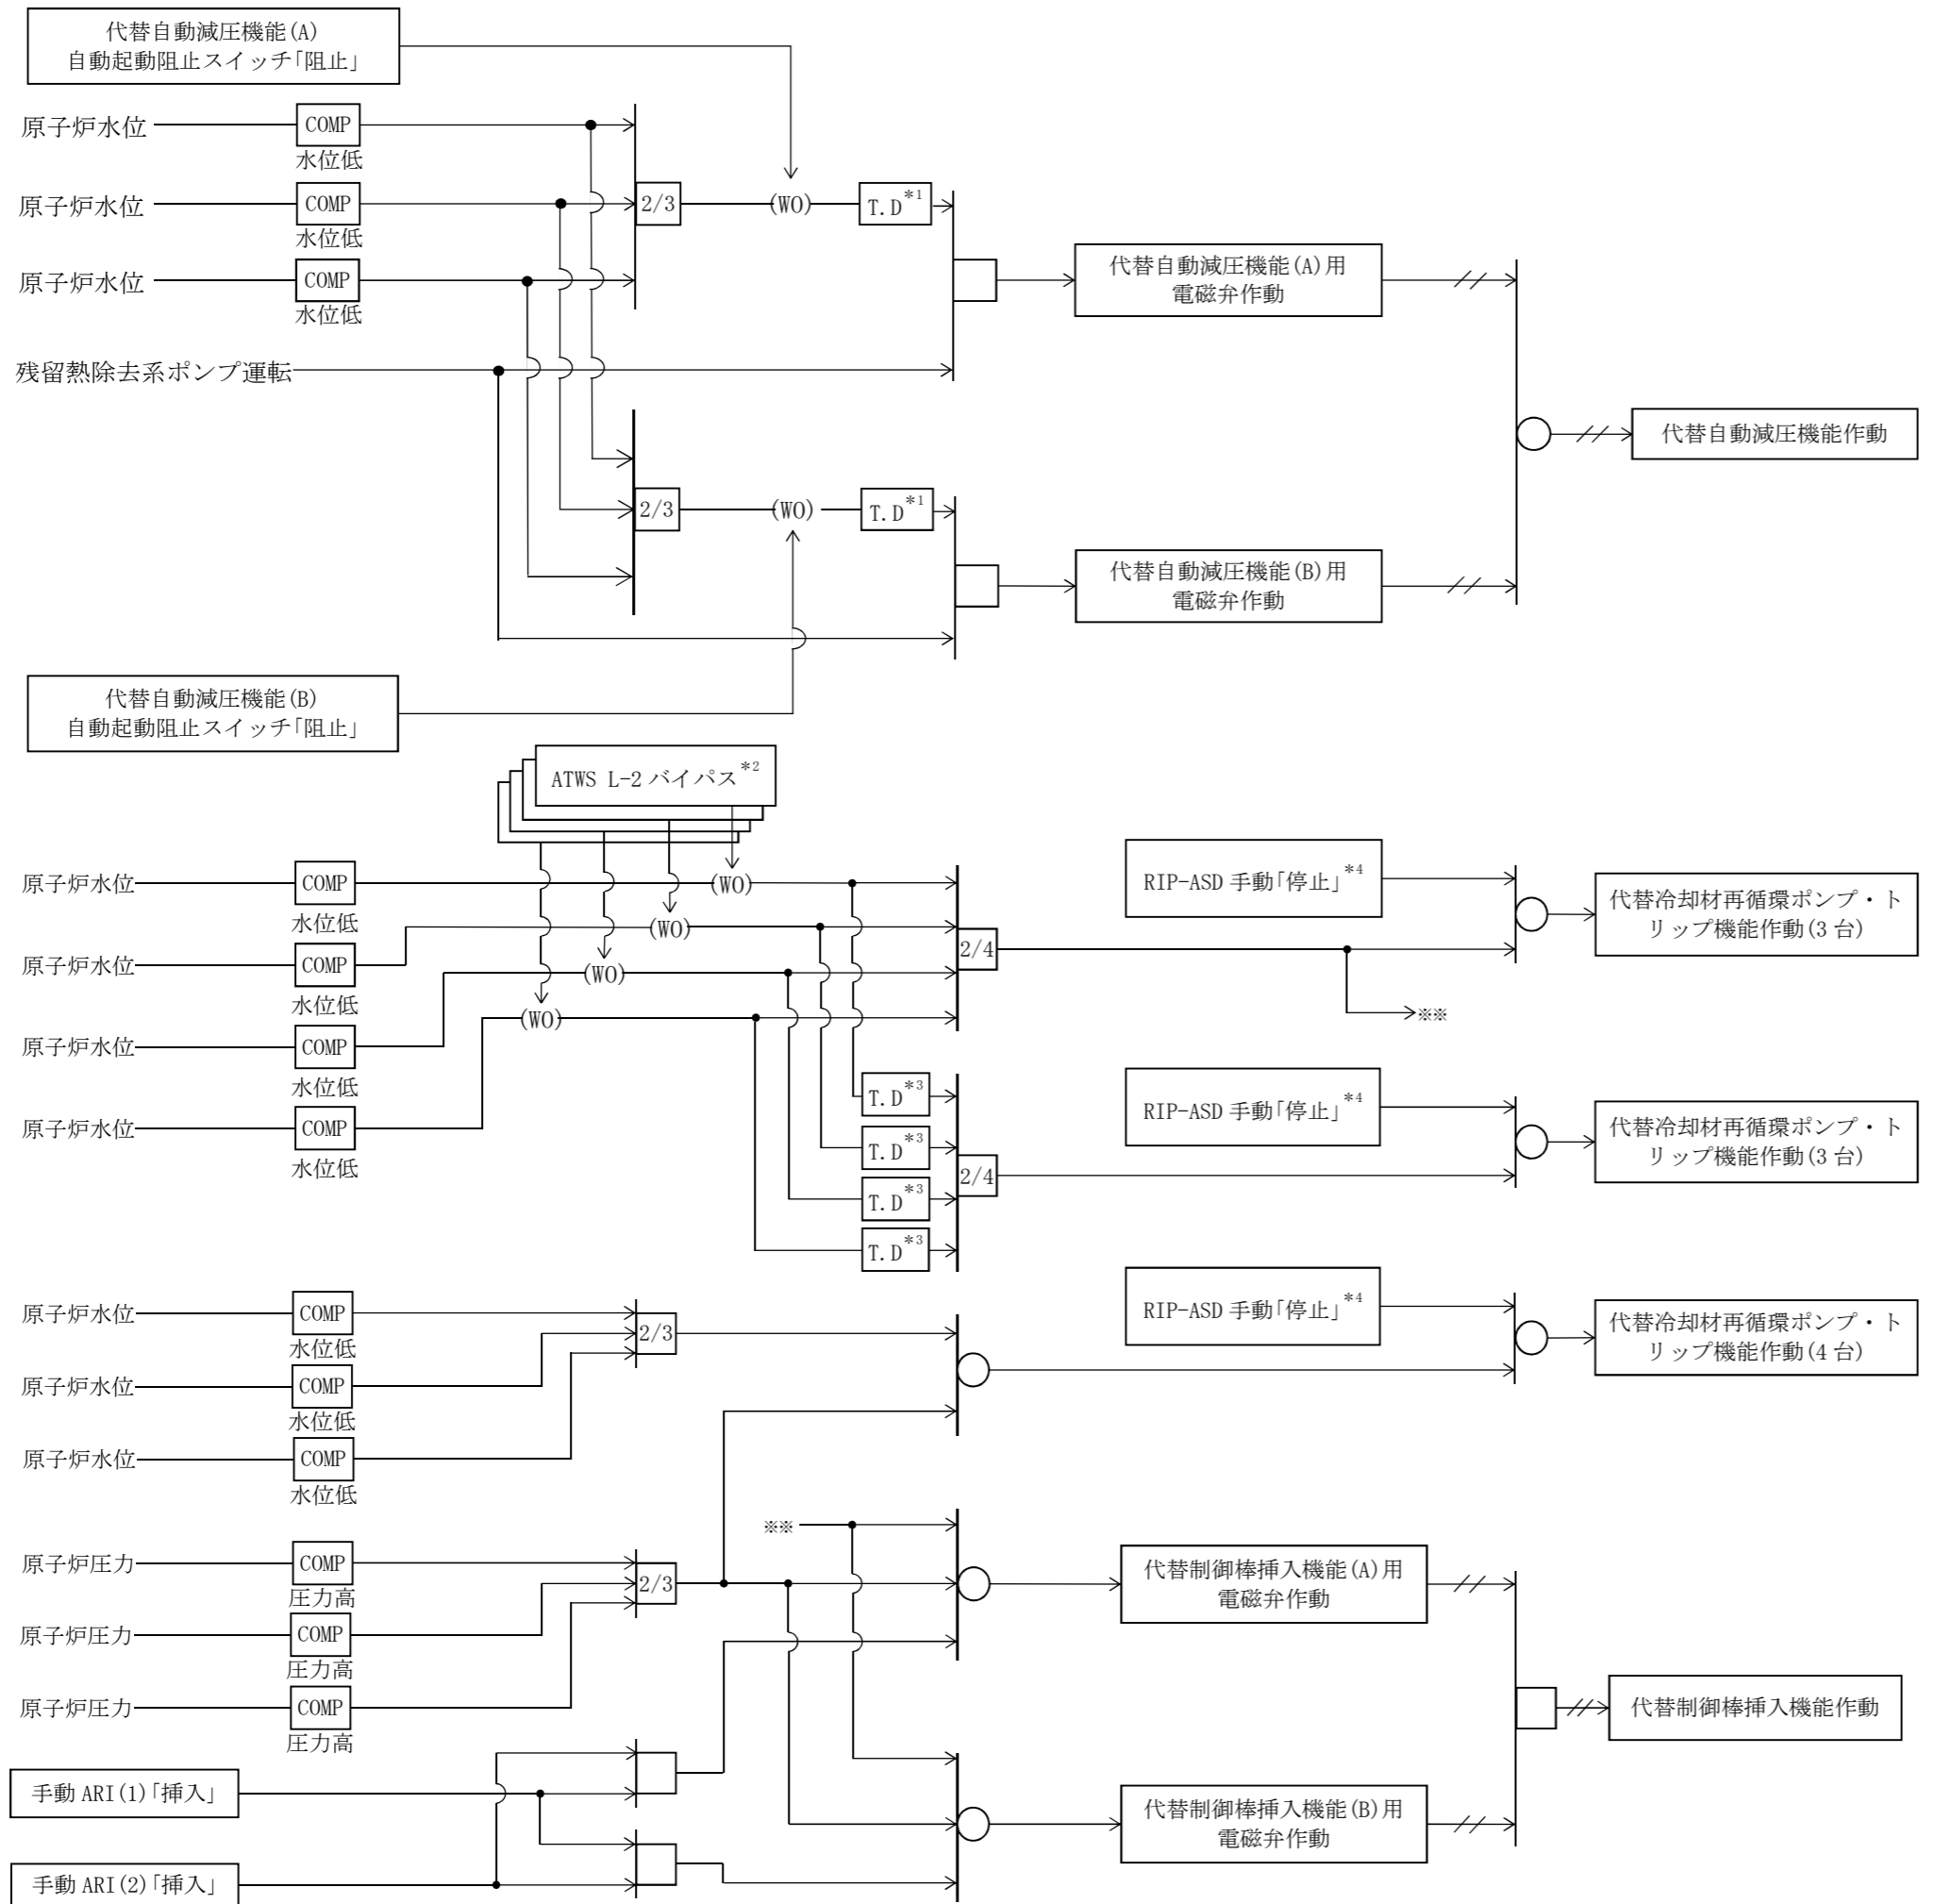 代替自動減圧機能(A)
自動起動阻止スイッチ「阻止」
原子炉水位
COMP
水位低
原子炉水位
COMP
水位低
2/3
(WO)
T.D*1
原子炉水位
COMP
水位低
代替自動減圧機能(A)用
電磁弁作動
残留熱除去系ポンプ運転
代替自動減圧機能作動
2/3
(WO)
T.D*1
代替自動減圧機能(B)用
電磁弁作動
代替自動減圧機能(B)
自動起動阻止スイッチ「阻止」
ATWS L-2 バイパス*2
原子炉水位
COMP
水位低
(WO)
RIP-ASD 手動「停止」*4
代替冷却材再循環ポンプ・ト
リップ機能作動(3 台)
(WO)
2/4
原子炉水位
COMP
水位低
(WO)
(WO)
※※
原子炉水位
COMP
水位低
T.D*3
RIP-ASD 手動「停止」*4
原子炉水位
COMP
水位低
T.D*3
代替冷却材再循環ポンプ・ト
リップ機能作動(3 台)
2/4
T.D*3
T.D*3
原子炉水位
COMP
水位低
2/3
RIP-ASD 手動「停止」*4
代替冷却材再循環ポンプ・ト
リップ機能作動(4 台)
原子炉水位
COMP
水位低
原子炉水位
COMP
水位低
※※
原子炉圧力
COMP
圧力高
2/3
代替制御棒挿入機能(A)用
電磁弁作動
原子炉圧力
COMP
圧力高
原子炉圧力
COMP
圧力高
代替制御棒挿入機能作動
手動 ARI(1)「挿入」
代替制御棒挿入機能(B)用
電磁弁作動
手動 ARI(2)「挿入」